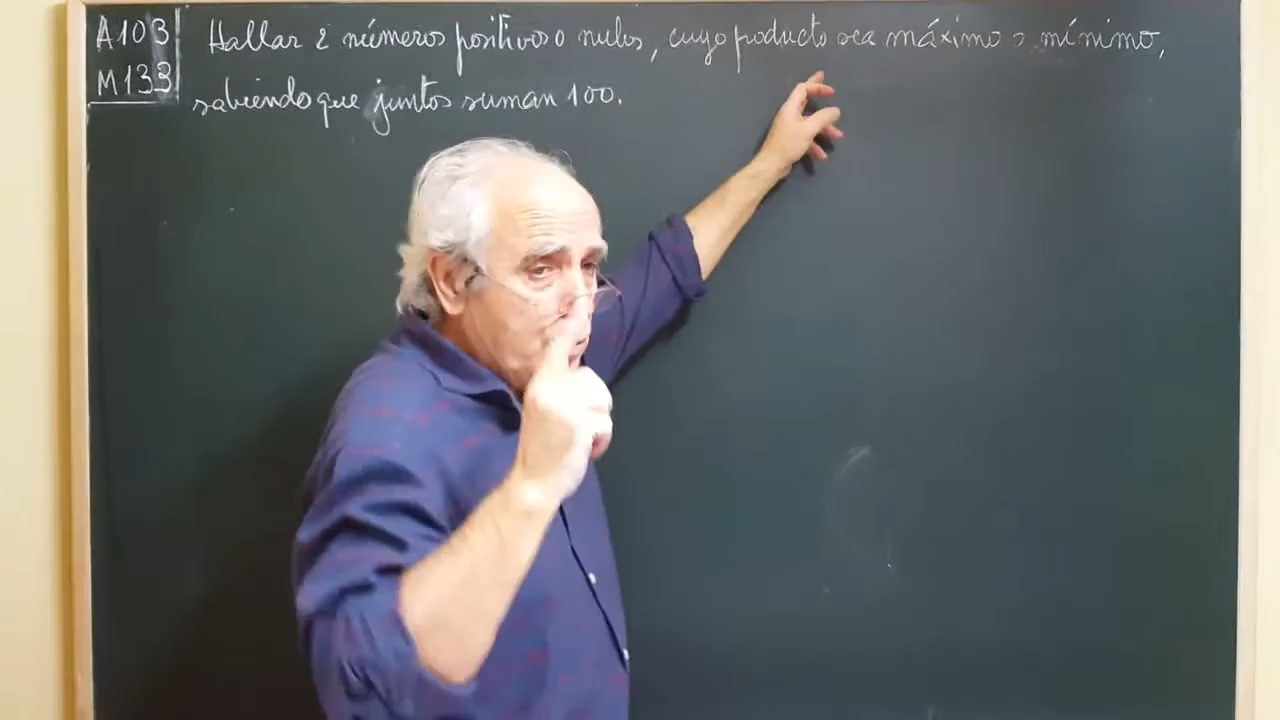 A103 Hallar 2 números positivos o nulos, cuyo producto sea máximo o mínimo,
M133 sabiendo que juntos suman 100.